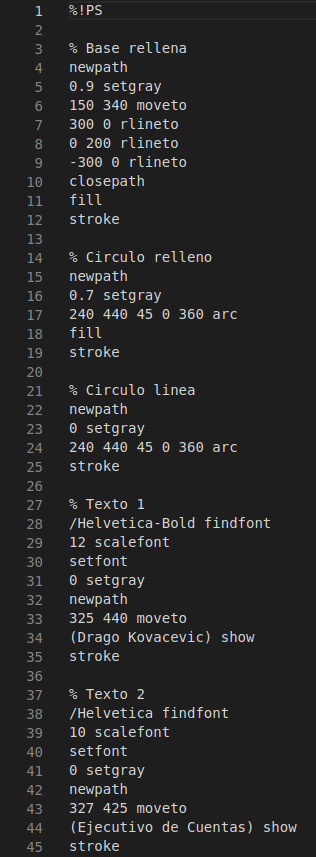 1 %!PS
2
3 % Base rellena
4 newpath
5 0.9 setgray
6 150 340 moveto
7 300 0 rlineto
8 0 200 rlineto
9 -300 0 rlineto
10 closepath
11 fill
12 stroke
13
14 % Circulo relleno
15 newpath
16 0.7 setgray
17 240 440 45 0 360 arc
18 fill
19 stroke
20
21 % Circulo linea
22 newpath
23 0 setgray
24 240 440 45 0 360 arc
25 stroke
26
27 % Texto 1
28 /Helvetica-Bold findfont
29 12 scalefont
30 setfont
31 0 setgray
32 newpath
33 325 440 moveto
34 (Drago Kovacevic) show
35 stroke
36
37 % Texto 2
38 /Helvetica findfont
39 10 scalefont
40 setfont
41 0 setgray
42 newpath
43 327 425 moveto
44 (Ejecutivo de Cuentas) show
45 stroke